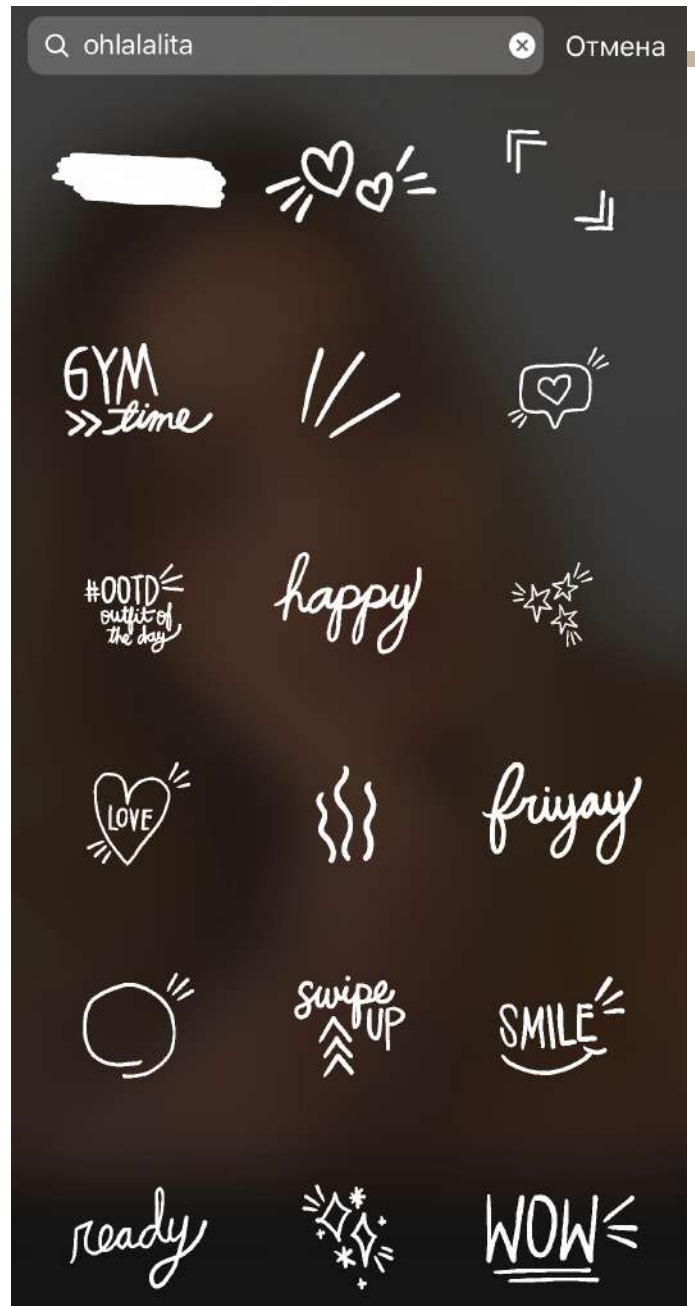 ohlalalita
Отмена
GYM
time
#OOTD
outfit of
the day
happy
LOVE
friyay
swipe
UP
SMILE
ready
WOW